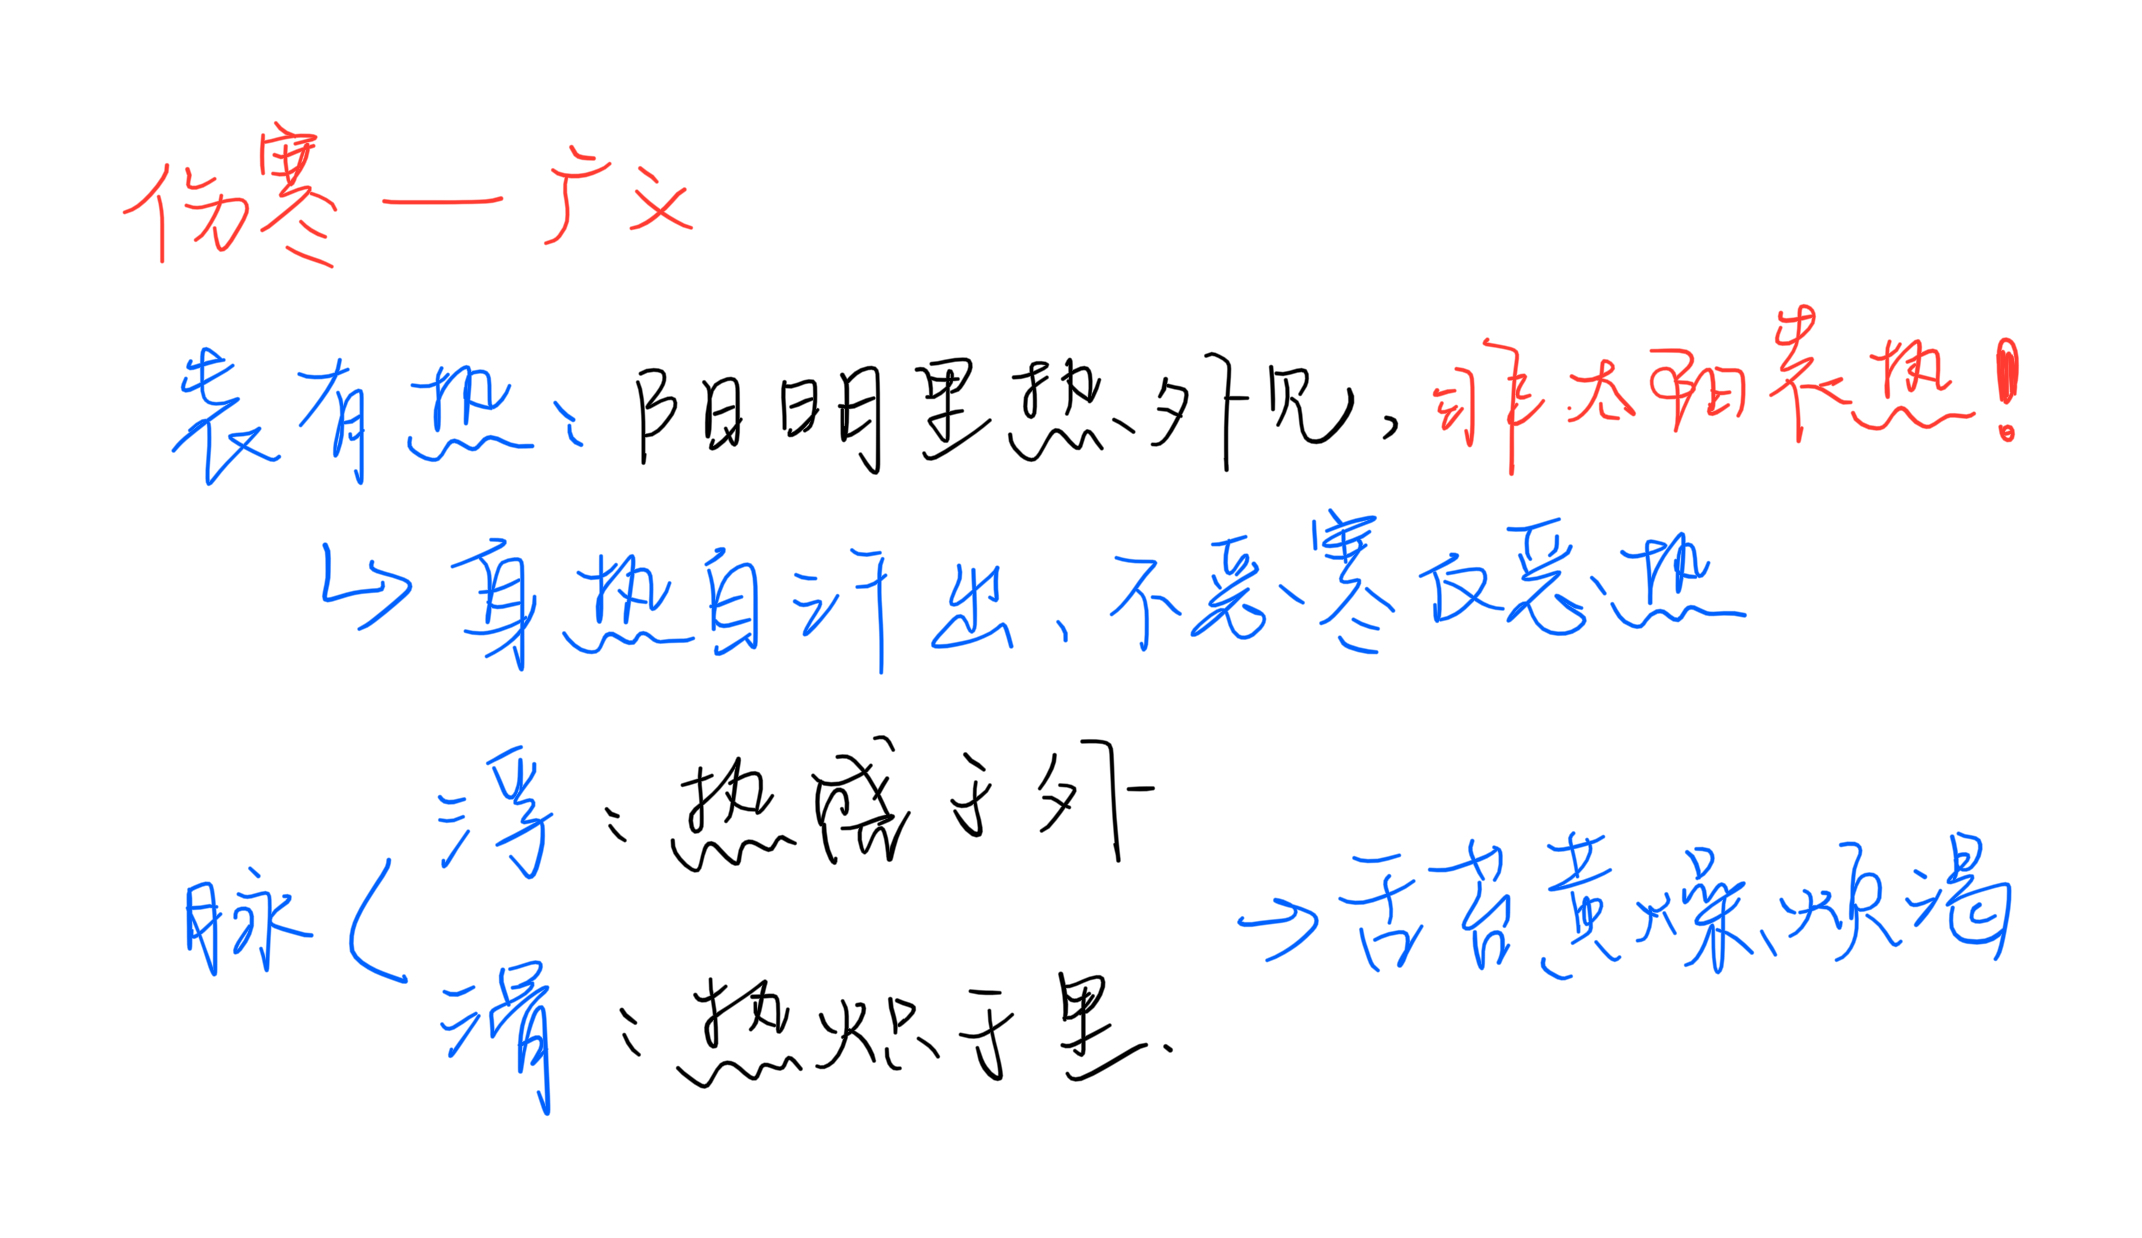 伤寒——广义
表有热：阳明里热外见，非太阳表热！
↳ 身热自汗出、不恶寒反恶热
浮：热盛于外
脉
→舌苔黄燥、烦渴
滑：热炽于里.